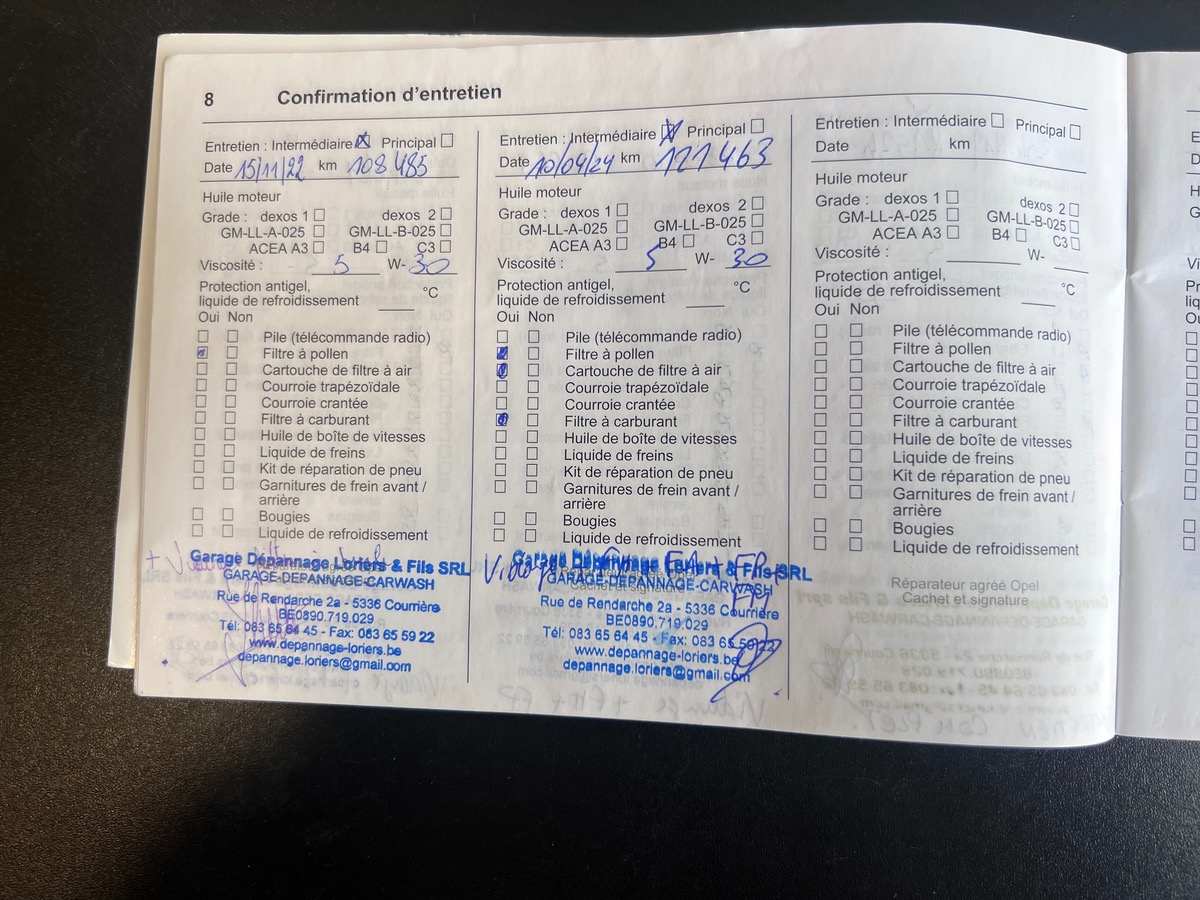 8 Confirmation d'entretien
Entretien : Intermédiaire ☒ Principal ☐
Date 15/11/22 km 108 485
Huile moteur
Grade : dexos 1 ☐ dexos 2 ☐
GM-LL-A-025 ☐ GM-LL-B-025 ☐
ACEA A3 ☐ B4 ☐ C3 ☐
Viscosité : 5 W- 30
Protection antigel,
liquide de refroidissement °C
Oui Non
☐ ☐ Pile (télécommande radio)
☒ ☐ Filtre à pollen
☐ ☐ Cartouche de filtre à air
☐ ☐ Courroie trapézoïdale
☐ ☐ Courroie crantée
☐ ☐ Filtre à carburant
☐ ☐ Huile de boîte de vitesses
☐ ☐ Liquide de freins
☐ ☐ Kit de réparation de pneu
☐ ☐ Garnitures de frein avant /
arrière
☐ ☐ Bougies
☐ ☐ Liquide de refroidissement
Garage Dépannage Loriers & Fils SRL
GARAGE-DEPANNAGE-CARWASH
Rue de Rendarche 2a - 5336 Courrière
BE0890.719.029
Tél: 083 65 64 45 - Fax: 083 65 59 22
www.depannage-loriers.be
depannage.loriers@gmail.com
Entretien : Intermédiaire ☒ Principal ☐
Date 10/04/24 km 121 463
Huile moteur
Grade : dexos 1 ☐ dexos 2 ☐
GM-LL-A-025 ☐ GM-LL-B-025 ☐
ACEA A3 ☐ B4 ☐ C3 ☐
Viscosité : 5 W- 30
Protection antigel,
liquide de refroidissement °C
Oui Non
☐ ☐ Pile (télécommande radio)
☒ ☐ Filtre à pollen
☒ ☐ Cartouche de filtre à air
☐ ☐ Courroie trapézoïdale
☐ ☐ Courroie crantée
☒ ☐ Filtre à carburant
☐ ☐ Huile de boîte de vitesses
☐ ☐ Liquide de freins
☐ ☐ Kit de réparation de pneu
☐ ☐ Garnitures de frein avant /
arrière
☐ ☐ Bougies
☐ ☐ Liquide de refroidissement
Garage Dépannage Loriers & Fils SRL
GARAGE-DEPANNAGE-CARWASH
Cachet et signature
Rue de Rendarche 2a - 5336 Courrière
BE0890.719.029
Tél: 083 65 64 45 - Fax: 083 65 59 22
www.depannage-loriers.be
depannage.loriers@gmail.com
Entretien : Intermédiaire ☐ Principal ☐
Date km
Huile moteur
Grade : dexos 1 ☐ dexos 2 ☐
GM-LL-A-025 ☐ GM-LL-B-025 ☐
ACEA A3 ☐ B4 ☐ C3 ☐
Viscosité : W-
Protection antigel,
liquide de refroidissement °C
Oui Non
☐ ☐ Pile (télécommande radio)
☐ ☐ Filtre à pollen
☐ ☐ Cartouche de filtre à air
☐ ☐ Courroie trapézoïdale
☐ ☐ Courroie crantée
☐ ☐ Filtre à carburant
☐ ☐ Huile de boîte de vitesses
☐ ☐ Liquide de freins
☐ ☐ Kit de réparation de pneu
☐ ☐ Garnitures de frein avant /
arrière
☐ ☐ Bougies
☐ ☐ Liquide de refroidissement
Réparateur agréé Opel
Cachet et signature